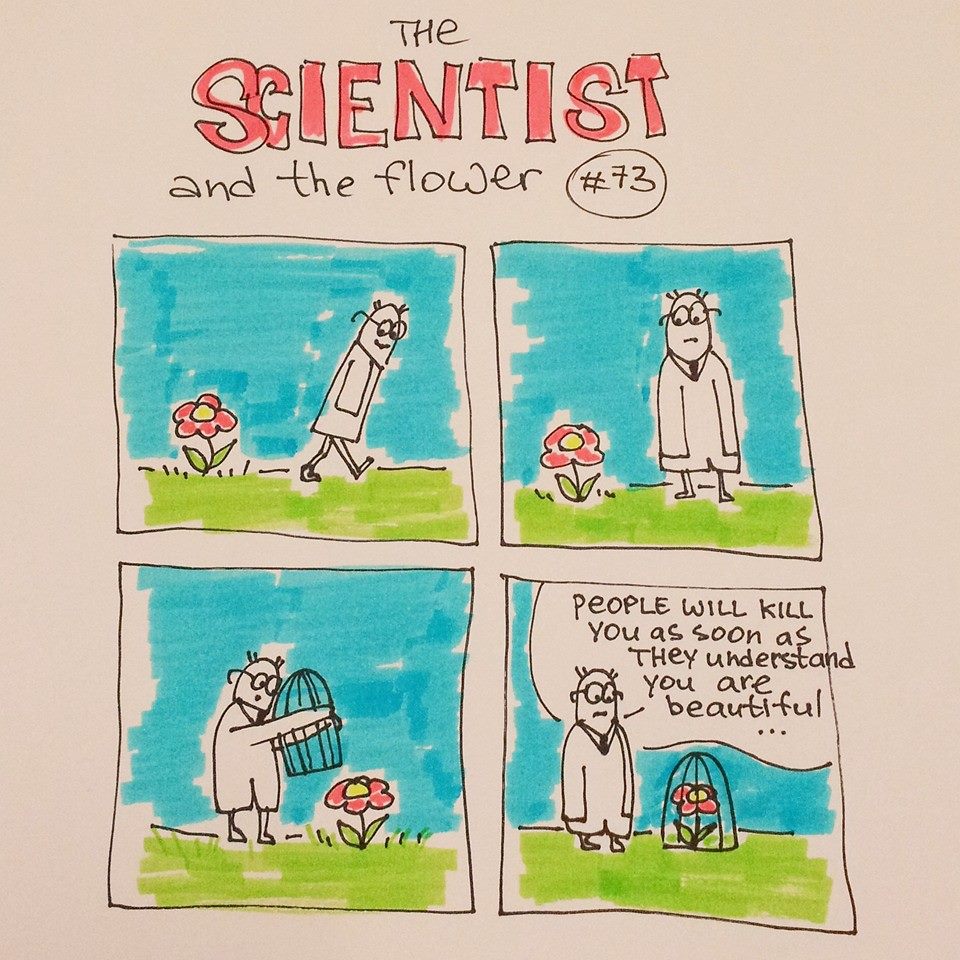 THE
SCIENTIST
and the flower #73
PEOPLE WILL KILL
YOU as soon as
THEY understand
you are
beautiful
...